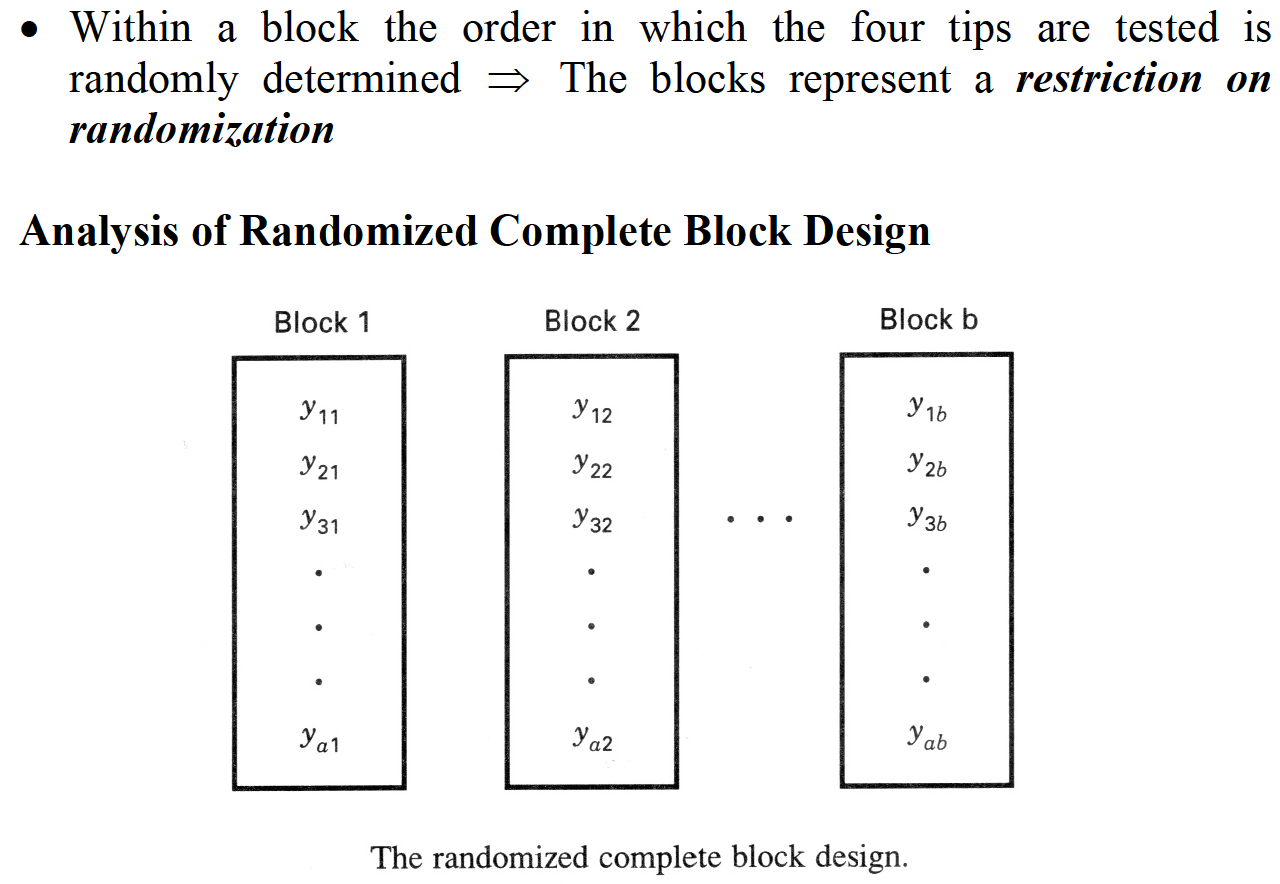 • Within a block the order in which the four tips are tested is
randomly determined ⇒ The blocks represent a restriction on
randomization
Analysis of Randomized Complete Block Design
Block 1 Block 2 Block b
y11 y12 y1b
y21 y22 y2b
y31 y32 . . . y3b
. . .
. . .
. . .
ya1 ya2 yab
The randomized complete block design.